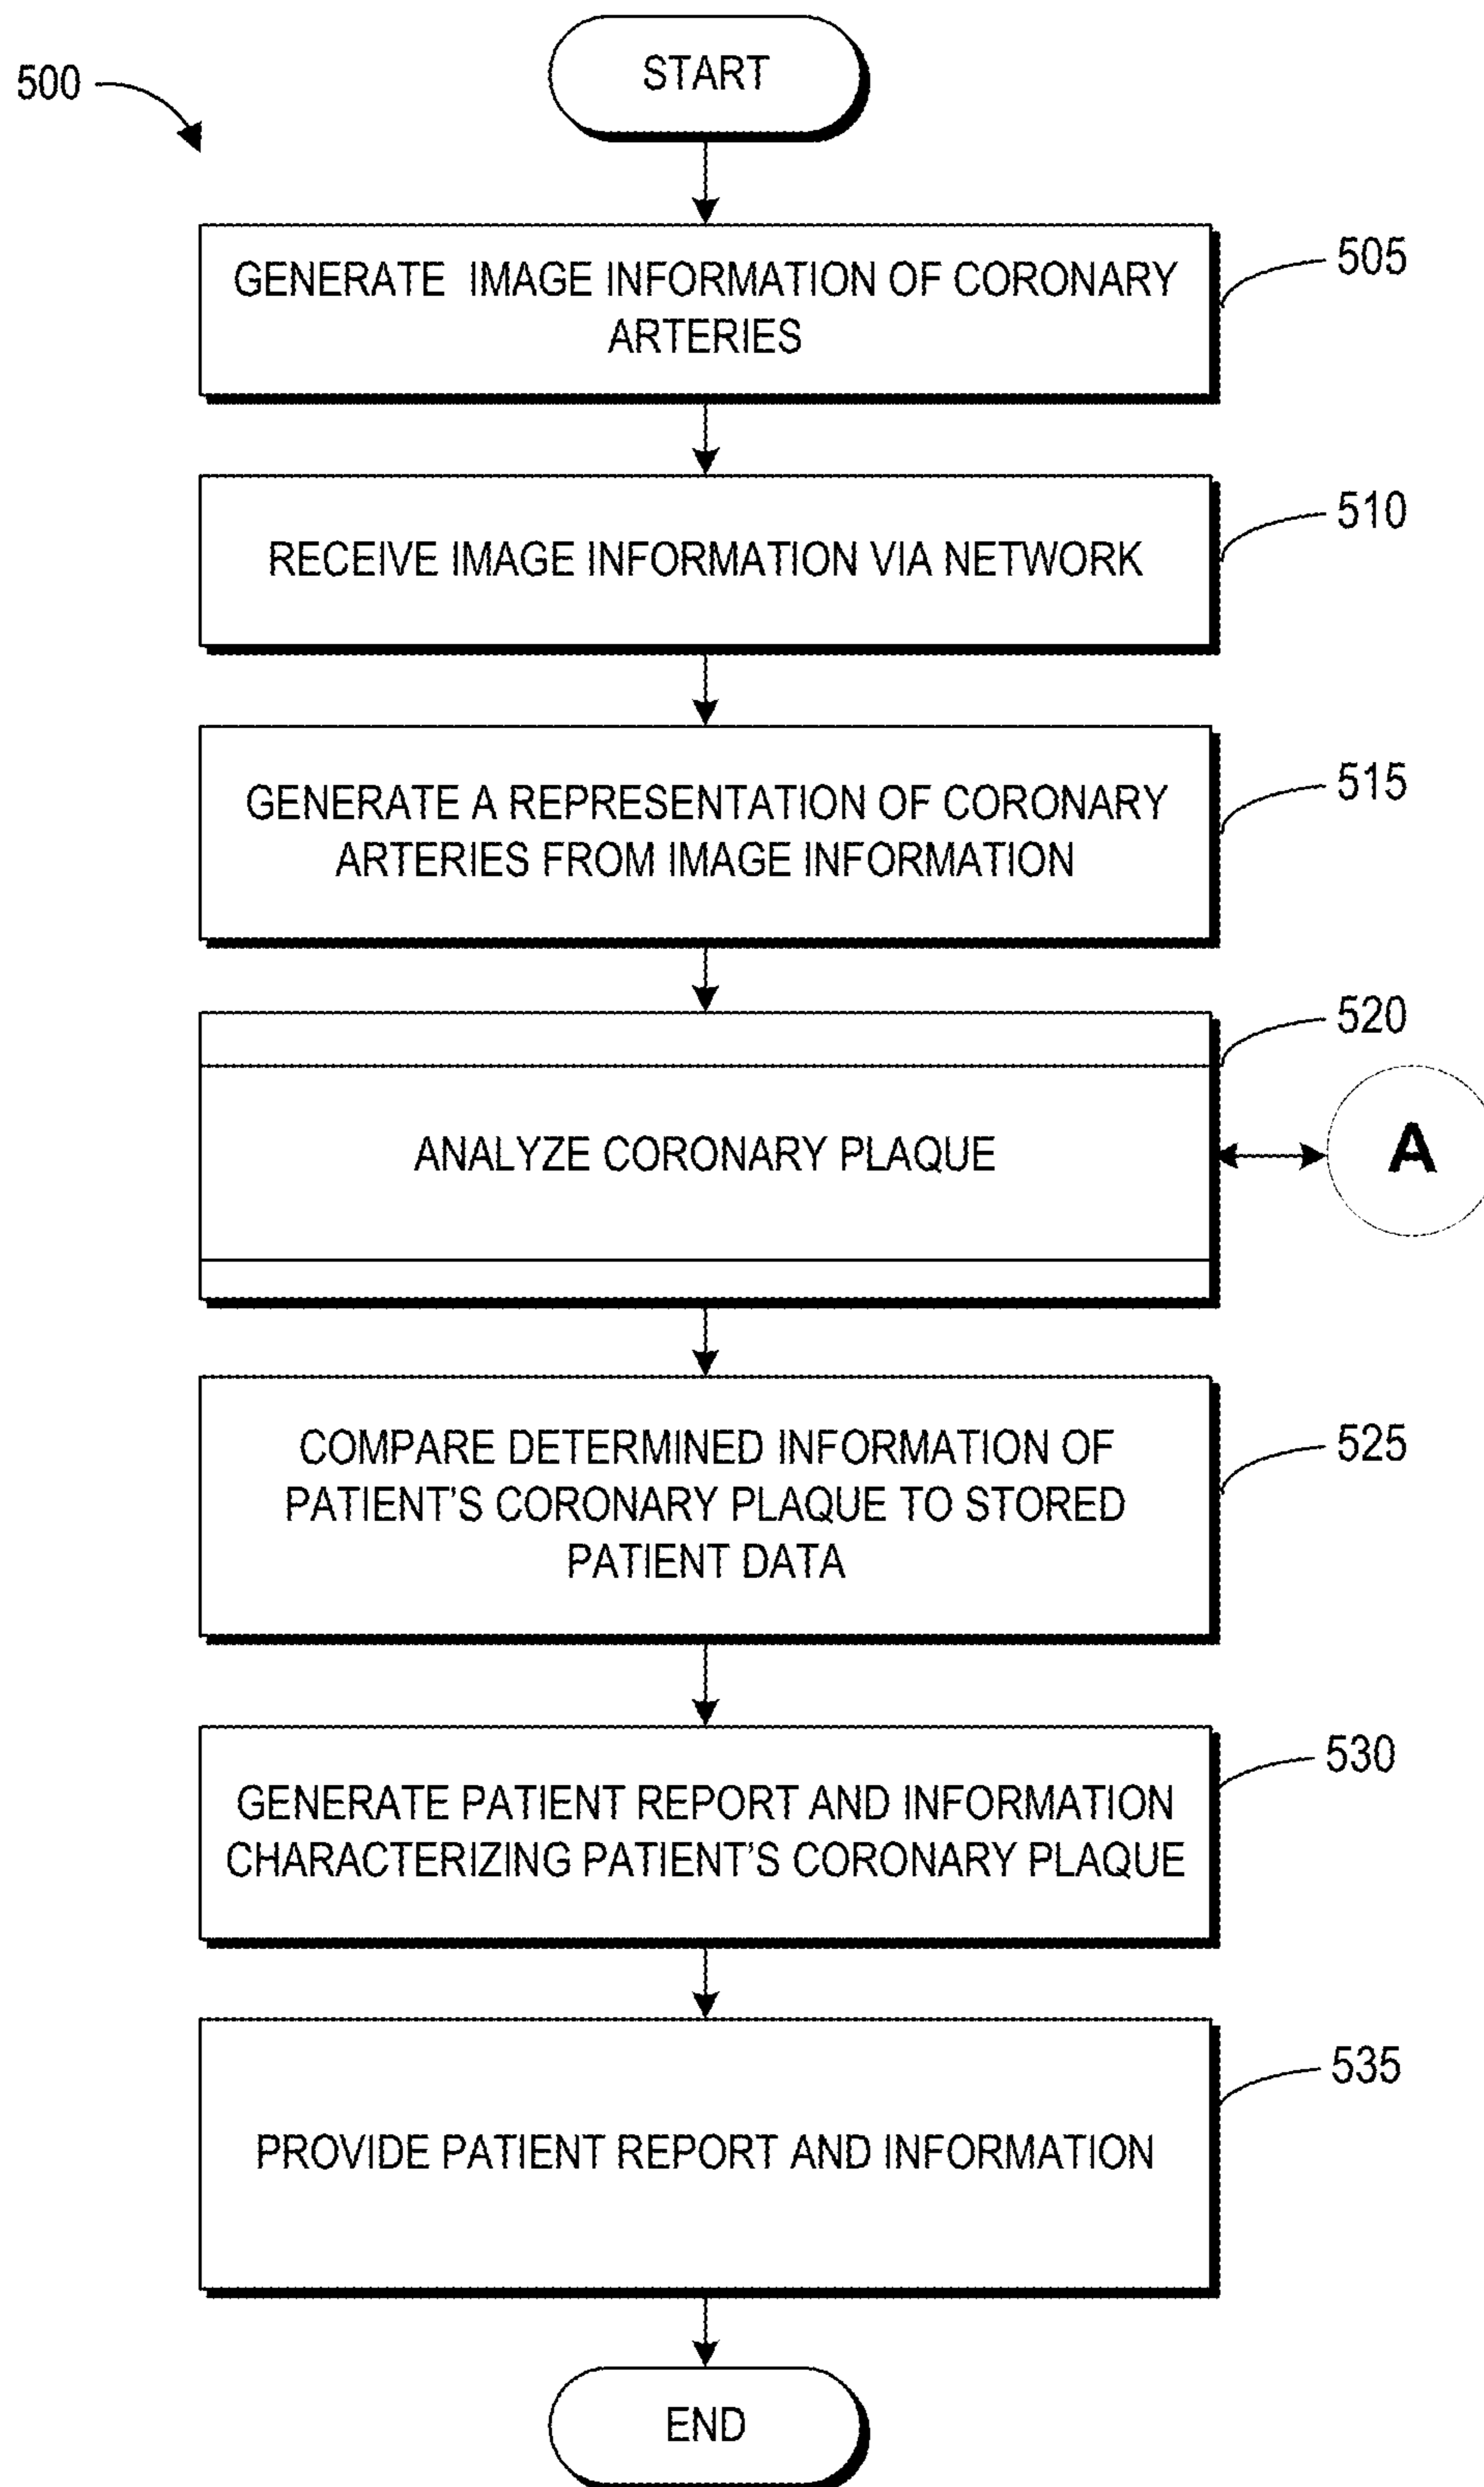 START
500
GENERATE IMAGE INFORMATION OF CORONARY
ARTERIES
505
RECEIVE IMAGE INFORMATION VIA NETWORK
510
GENERATE A REPRESENTATION OF CORONARY
ARTERIES FROM IMAGE INFORMATION
515
520
ANALYZE CORONARY PLAQUE
A
COMPARE DETERMINED INFORMATION OF
PATIENT'S CORONARY PLAQUE TO STORED
PATIENT DATA
525
GENERATE PATIENT REPORT AND INFORMATION
CHARACTERIZING PATIENT'S CORONARY PLAQUE
530
PROVIDE PATIENT REPORT AND INFORMATION
535
END